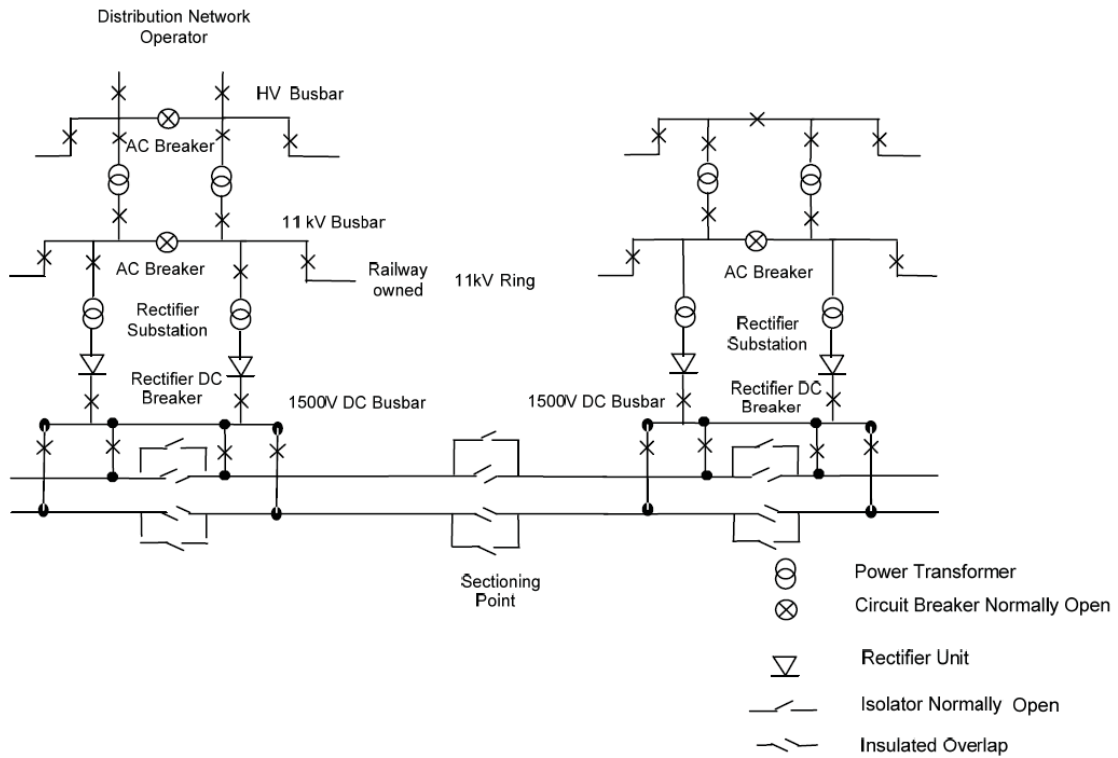 Distribution Network
Operator
HV Busbar
AC Breaker
11 kV Busbar
AC Breaker
Railway
owned
11kV Ring
AC Breaker
Rectifier
Substation
Rectifier
Substation
Rectifier DC
Breaker
Rectifier DC
Breaker
1500V DC Busbar
1500V DC Busbar
Sectioning
Point
Power Transformer
Circuit Breaker Normally Open
Rectifier Unit
Isolator Normally Open
Insulated Overlap